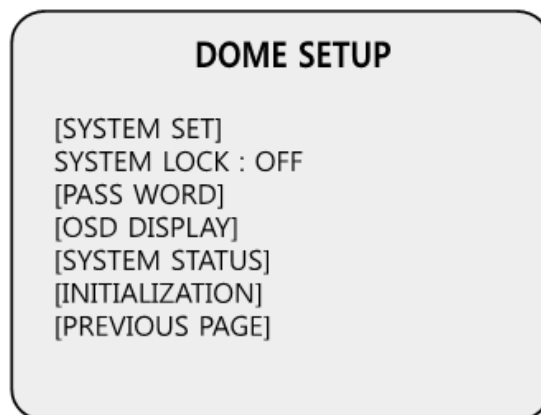 DOME SETUP
[SYSTEM SET]
SYSTEM LOCK : OFF
[PASS WORD]
[OSD DISPLAY]
[SYSTEM STATUS]
[INITIALIZATION]
[PREVIOUS PAGE]